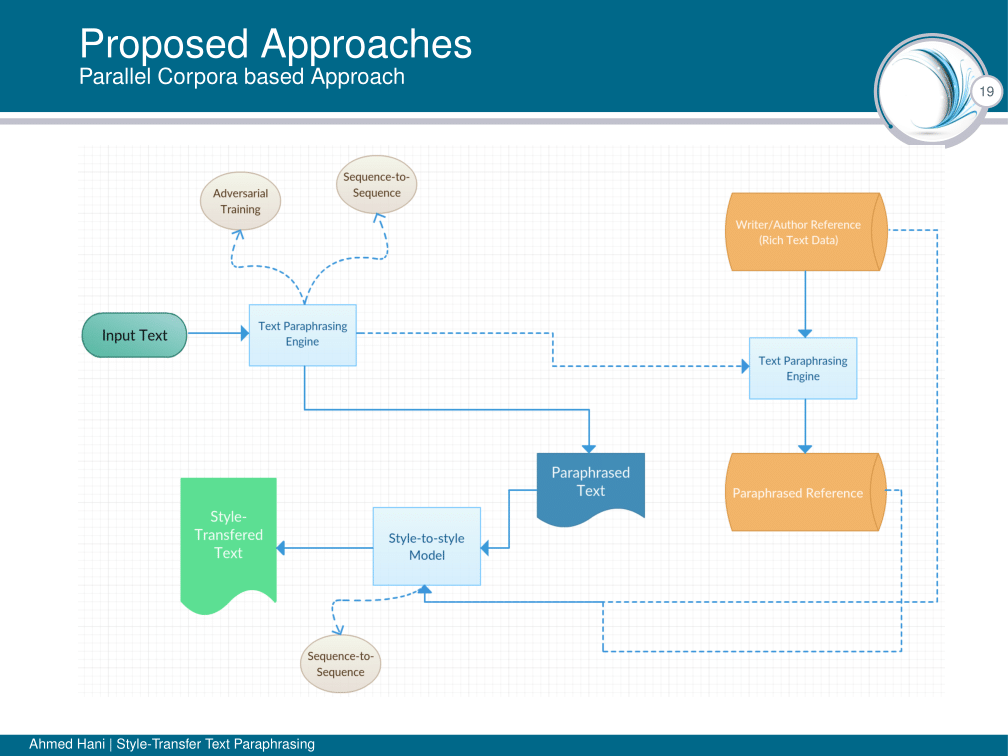 Proposed Approaches
Parallel Corpora based Approach
19
Sequence-to-
Sequence
Adversarial
Training
Writer/Author Reference
(Rich Text Data)
Input Text
Text Paraphrasing
Engine
Text Paraphrasing
Engine
Paraphrased
Text
Paraphrased Reference
Style-
Transfered
Text
Style-to-style
Model
Sequence-to-
Sequence
Ahmed Hani | Style-Transfer Text Paraphrasing